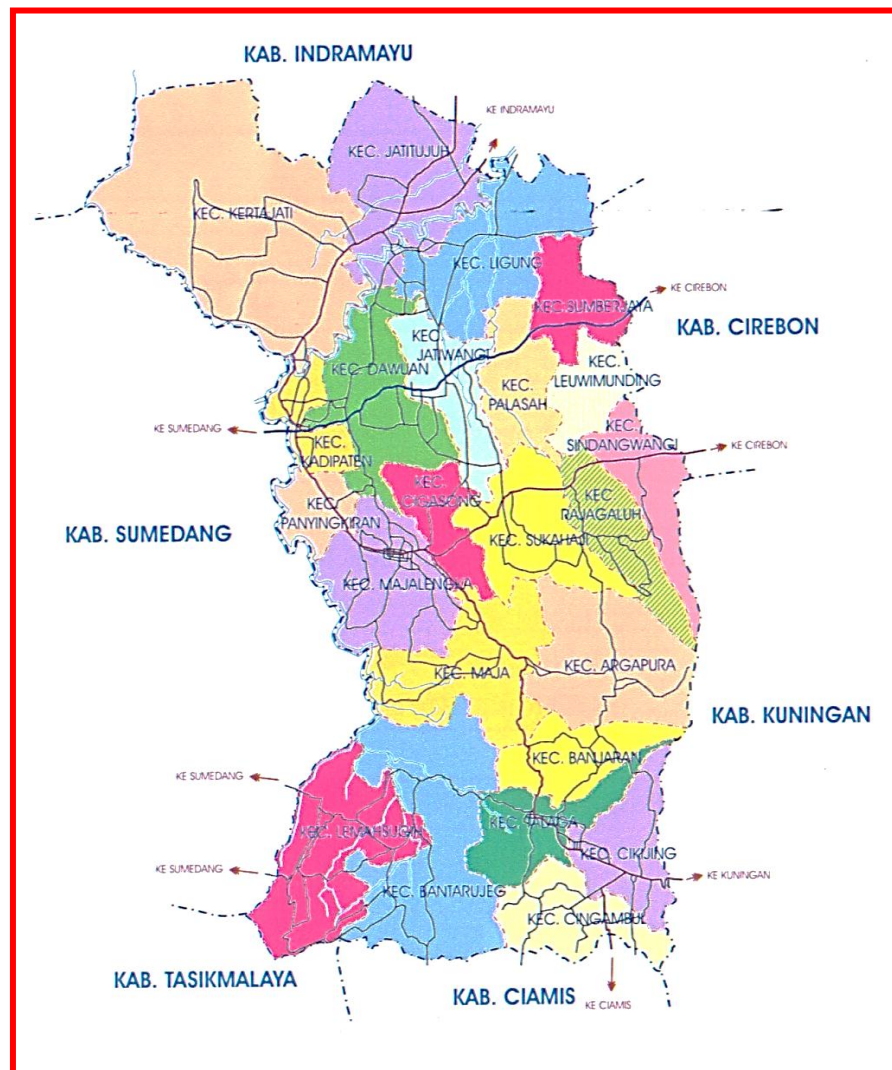 KAB. INDRAMAYU
KE INDRAMAYU
KEC. JATITUJUH
KEC. KERTAJATI
KEC. LIGUNG
KE CIREBON
KEC. SUMBERJAYA
KAB. CIREBON
KEC.
JATIWANGI
KEC. DAWUAN
KEC.
LEUWIMUNDING
KEC.
PALASAH
KE SUMEDANG
KEC.
KADIPATEN
KEC.
SINDANGWANGI
KE CIREBON
KEC.
CIGASONG
KEC
RAJAGALUH
KEC.
PANYINGKIRAN
KAB. SUMEDANG
KEC. SUKAHAJI
KEC. MAJALENGKA
KEC. MAJA
KEC. ARGAPURA
KAB. KUNINGAN
KEC. BANJARAN
KE SUMEDANG
KEC. TALAGA
KEC. LEMAHSUGIH
KEC. CIKIJING
KE SUMEDANG
KE KUNINGAN
KEC. BANTARUJEG
KEC. CINGAMBUL
KAB. TASIKMALAYA
KAB. CIAMIS
KE CIAMIS